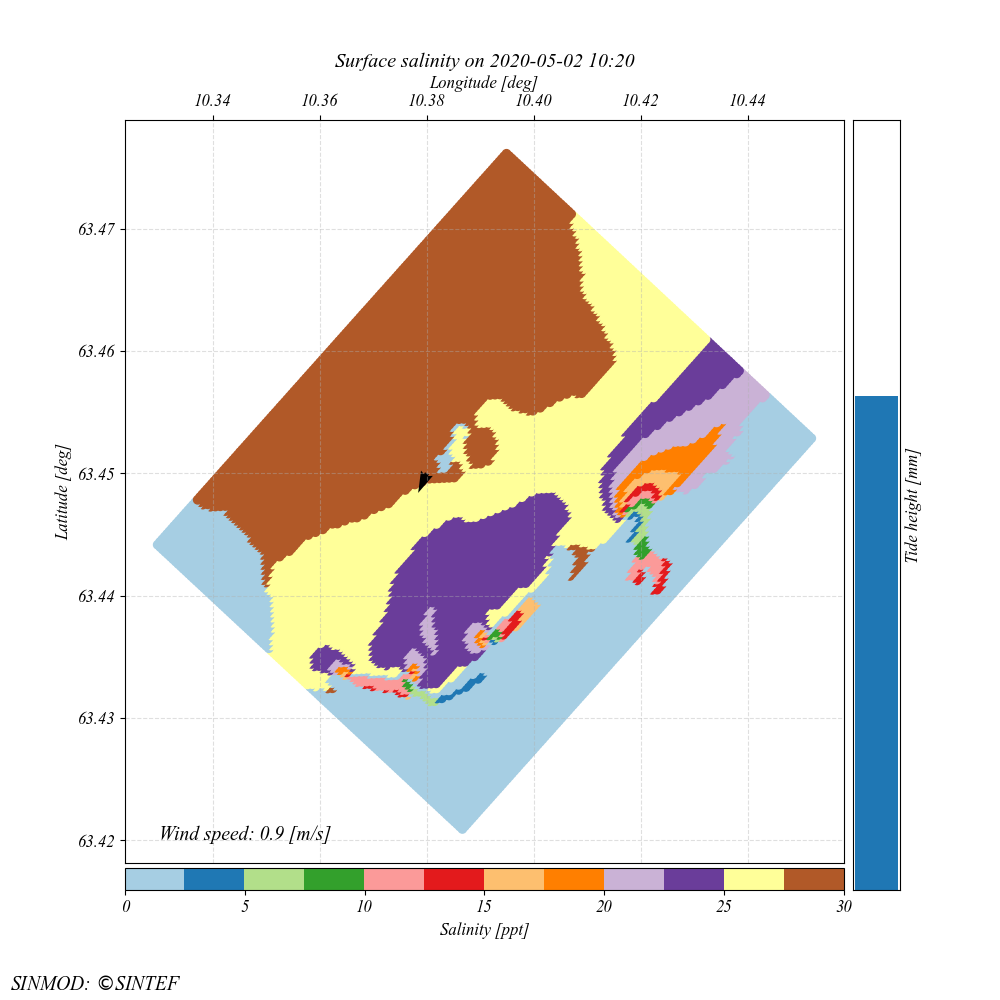 Surface salinity on 2020-05-02 10:20
Longitude [deg]
10.34 10.36 10.38 10.40 10.42 10.44
63.47
63.46
63.45
63.44
63.43
63.42
Latitude [deg]
Tide height [mm]
Wind speed: 0.9 [m/s]
0 5 10 15 20 25 30
Salinity [ppt]
SINMOD: ©SINTEF